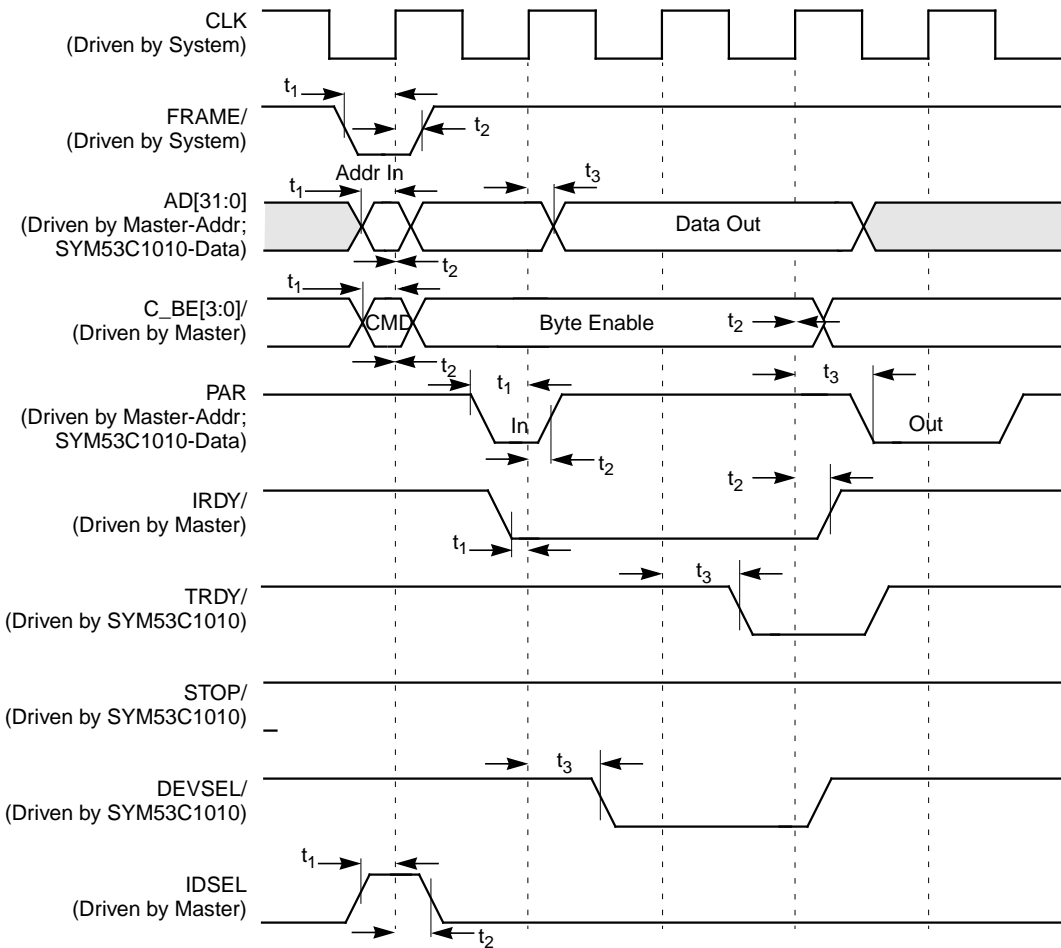 CLK
(Driven by System)
t1
FRAME/
(Driven by System)
t2
Addr In
t1
t3
AD[31:0]
(Driven by Master-Addr;
SYM53C1010-Data)
Data Out
t2
t1
C_BE[3:0]/
(Driven by Master)
CMD
Byte Enable
t2
t2
PAR
(Driven by Master-Addr;
SYM53C1010-Data)
t1
t3
In
Out
t2
t2
IRDY/
(Driven by Master)
t1
t3
TRDY/
(Driven by SYM53C1010)
STOP/
(Driven by SYM53C1010)
t3
DEVSEL/
(Driven by SYM53C1010)
t1
IDSEL
(Driven by Master)
t2